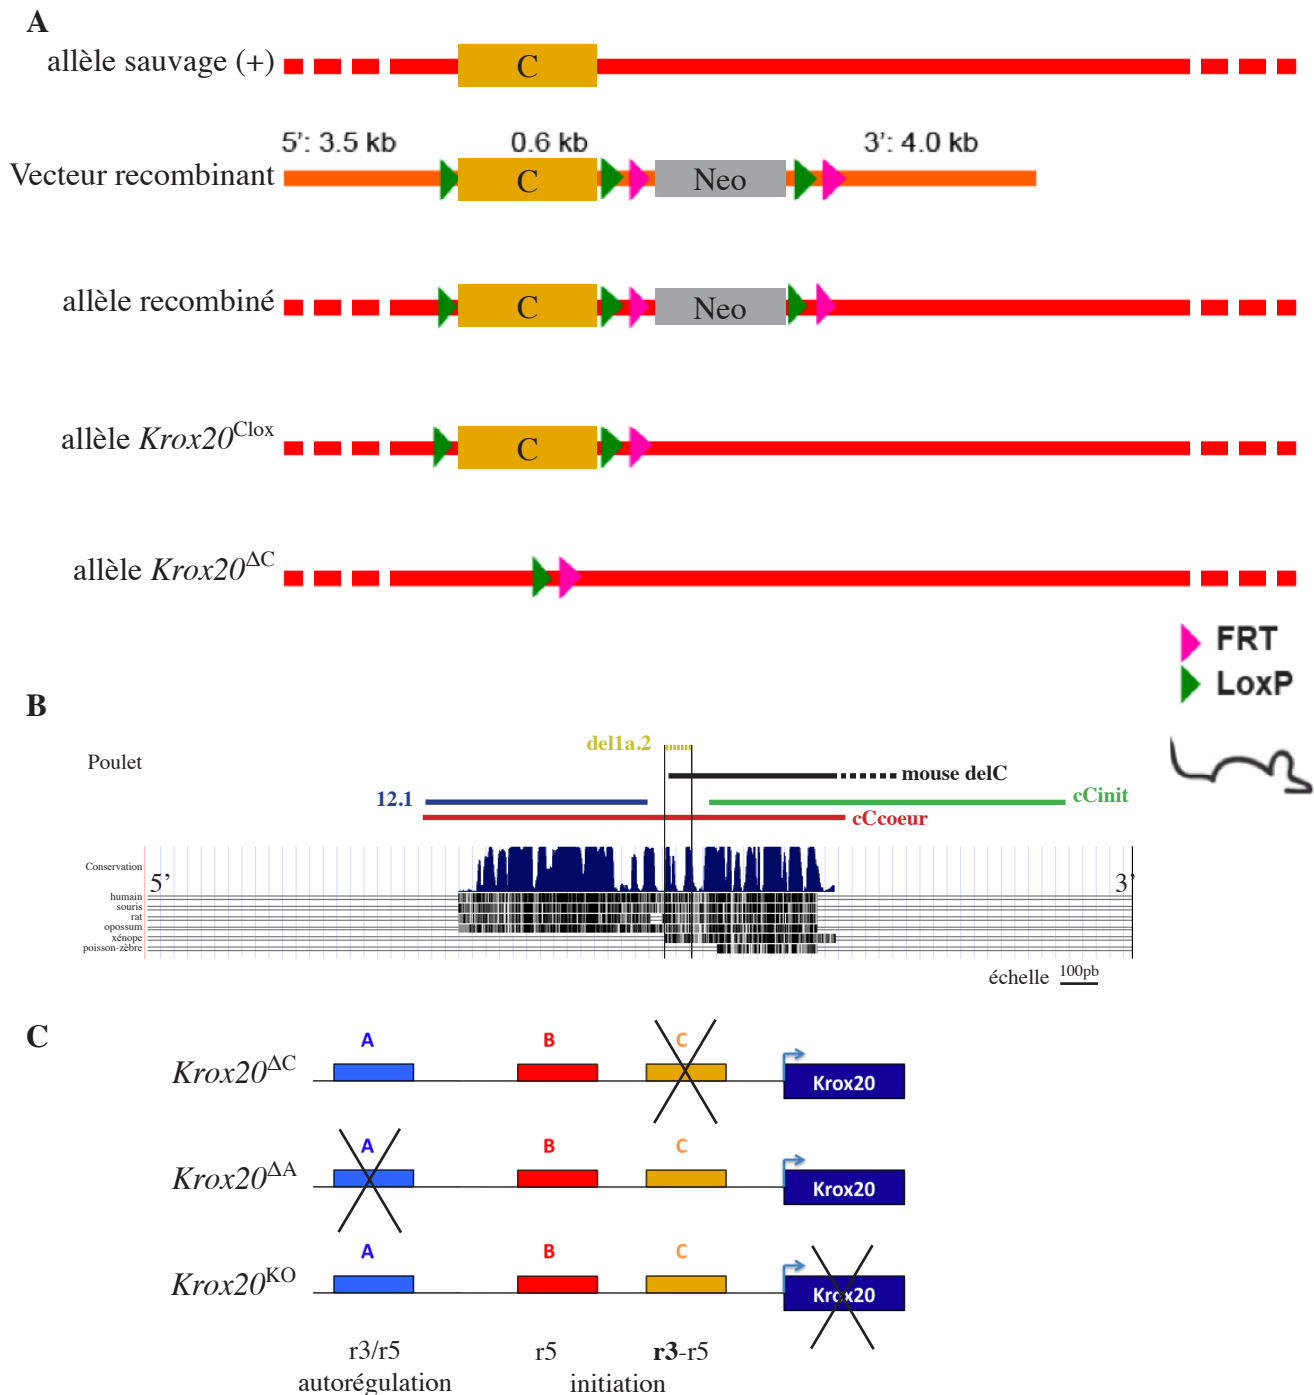 A
allèle sauvage (+)
C
5’: 3.5 kb 0.6 kb 3’: 4.0 kb
Vecteur recombinant
C Neo
allèle recombiné
C Neo
allèle Krox20Clox
C
allèle Krox20ΔC
FRT
LoxP
B
del1a.2
Poulet
mouse delC
12.1
cCinit
cCcoeur
Conservation
5’ 3’
humain
souris
rat
opossum
xénope
poisson-zèbre
échelle 100pb
C
A B C
Krox20ΔC
Krox20
A B C
Krox20ΔA
Krox20
A B C
Krox20KO
Krox20
r3/r5 r5 r3-r5
autorégulation initiation